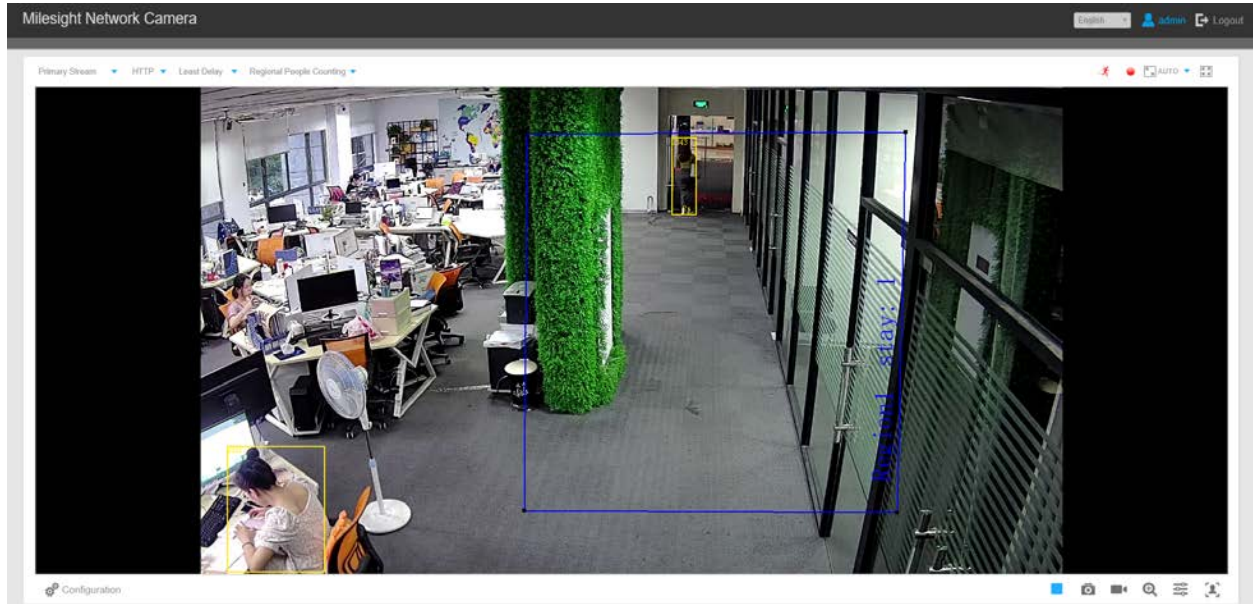 Milesight Network Camera
English
admin
Logout
Primary Stream
HTTP
Least Delay
Regional People Counting
AUTO
Region1 stay: 1
Configuration